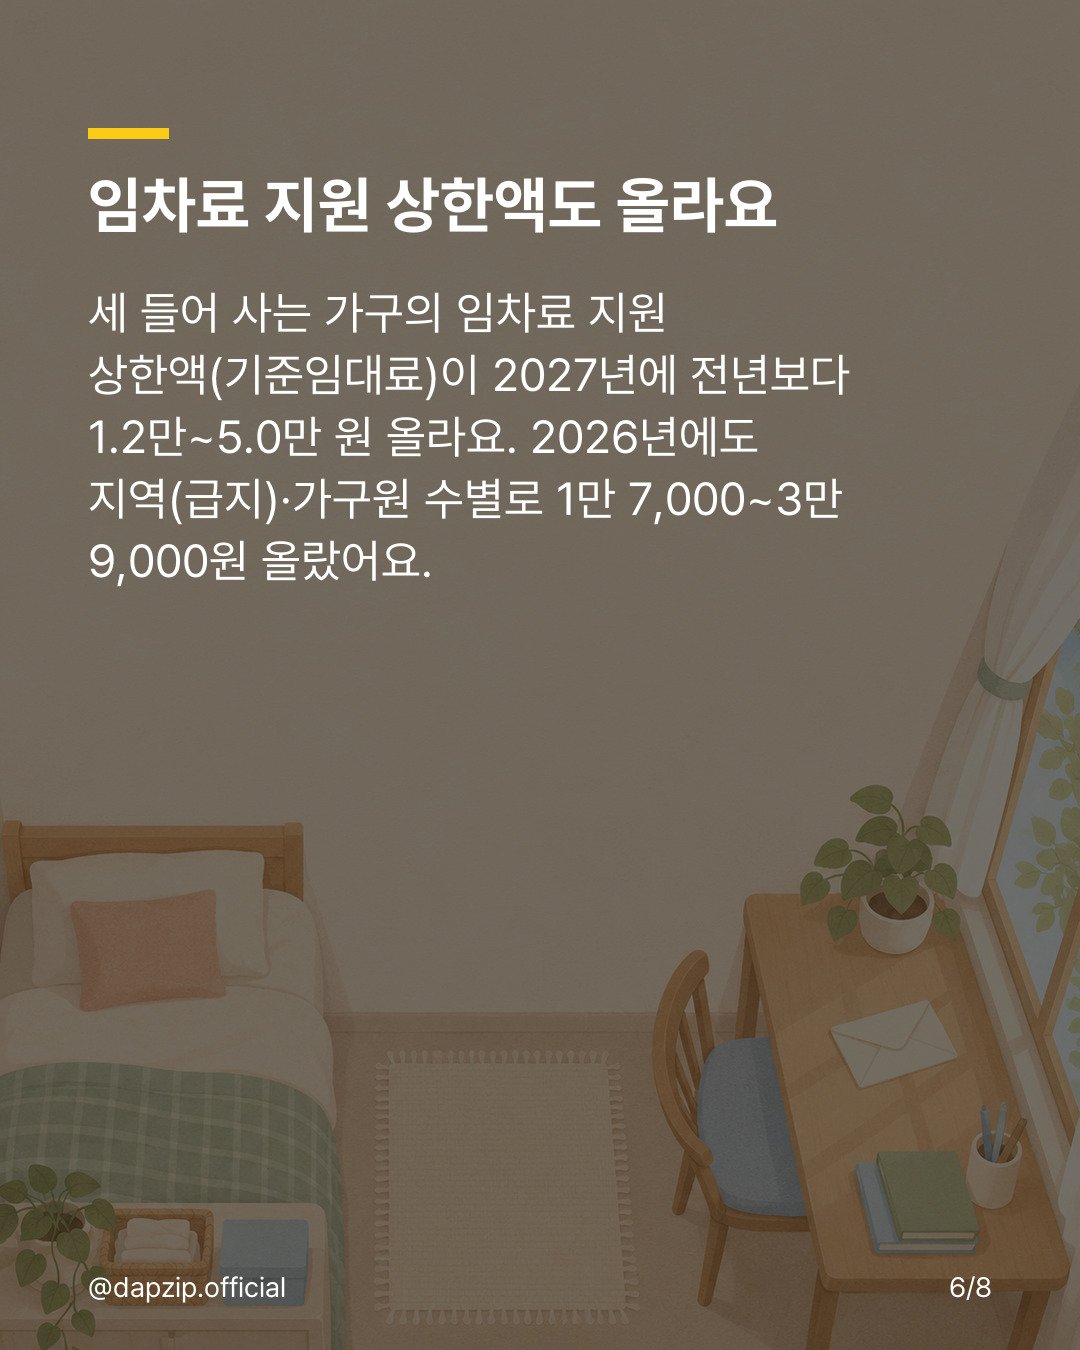 임차료 지원 상한액도 올라요
세 들어 사는 가구의 임차료 지원
상한액(기준임대료)이 2027년에 전년보다
1.2만~5.0만 원 올라요. 2026년에도
지역(급지)·가구원 수별로 1만 7,000~3만
9,000원 올랐어요.
@dapzip.official
6/8